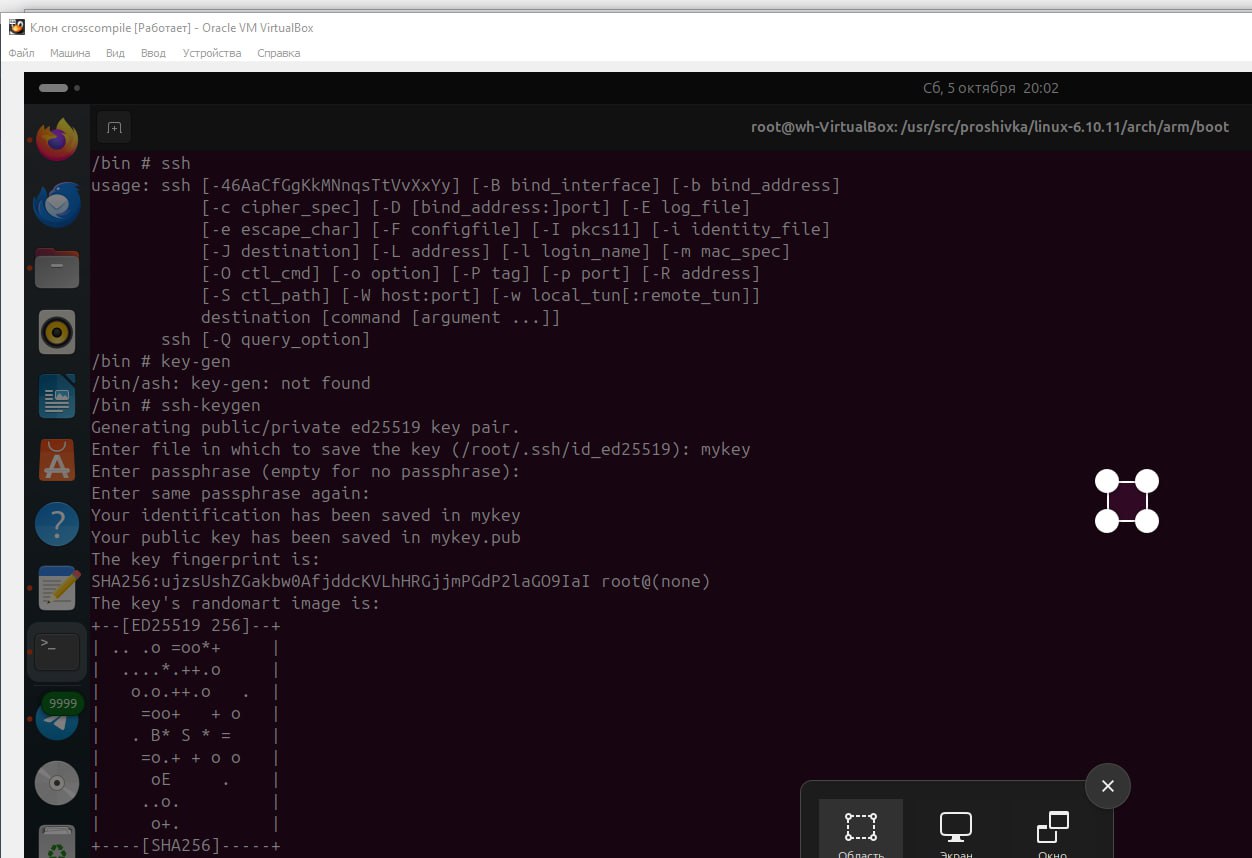 Клон crosscompile [Работает] - Oracle VM VirtualBox
Файл Машина Вид Ввод Устройства Справка
Сб, 5 октября 20:02
root@wh-VirtualBox: /usr/src/proshivka/linux-6.10.11/arch/arm/boot
/bin # ssh
usage: ssh [-46AaCfGgKkMNnqsTtVvXxYy] [-B bind_interface] [-b bind_address]
           [-c cipher_spec] [-D [bind_address:]port] [-E log_file]
           [-e escape_char] [-F configfile] [-I pkcs11] [-i identity_file]
           [-J destination] [-L address] [-l login_name] [-m mac_spec]
           [-O ctl_cmd] [-o option] [-P tag] [-p port] [-R address]
           [-S ctl_path] [-W host:port] [-w local_tun[:remote_tun]]
           destination [command [argument ...]]
       ssh [-Q query_option]
/bin # key-gen
/bin/ash: key-gen: not found
/bin # ssh-keygen
Generating public/private ed25519 key pair.
Enter file in which to save the key (/root/.ssh/id_ed25519): mykey
Enter passphrase (empty for no passphrase):
Enter same passphrase again:
Your identification has been saved in mykey
Your public key has been saved in mykey.pub
The key fingerprint is:
SHA256:ujzsUshZGakbw0AfjddcKVLhHRGjjmPGdP2laGO9IaI root@(none)
The key's randomart image is:
+--[ED25519 256]--+
| .. .o =oo*+     |
|  ....*.++.o     |
|   o.o.++.o   .  |
|    =oo+   + o   |
|   . B* S * =    |
|    =o.+ + o o   |
|     oE     .    |
|    ..o.         |
|     o+.         |
+----[SHA256]-----+
9999
Область Экран Окно